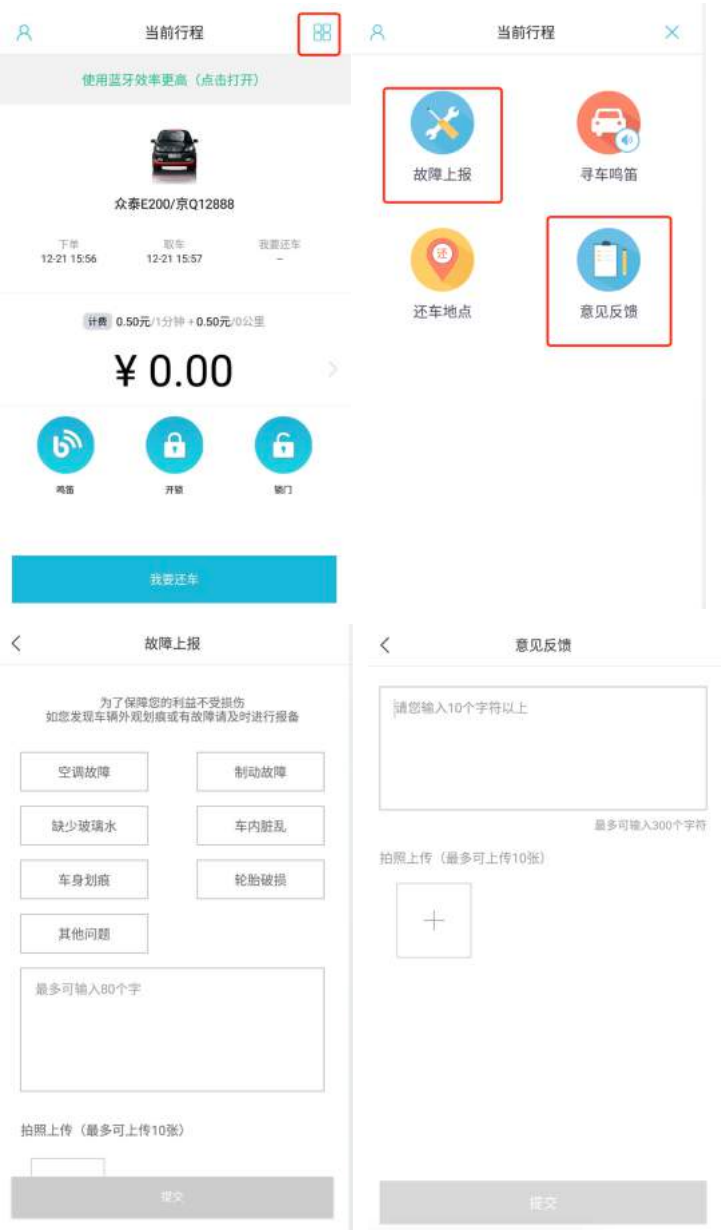 当前行程
使用蓝牙效率更高（点击打开）
众泰E200/京Q12888
下单
取车
我要还车
12-21 15:56
12-21 15:57
–
计费 0.50元/1分钟 + 0.50元/0公里
¥ 0.00
鸣笛
开锁
锁门
我要还车
当前行程
故障上报
寻车鸣笛
还
还车地点
意见反馈
故障上报
为了保障您的利益不受损伤
如您发现车辆外观划痕或有故障请及时进行报备
空调故障
制动故障
缺少玻璃水
车内脏乱
车身划痕
轮胎破损
其他问题
最多可输入80个字
拍照上传（最多可上传10张）
提交
意见反馈
请您输入10个字符以上
最多可输入300个字符
拍照上传（最多可上传10张）
提交